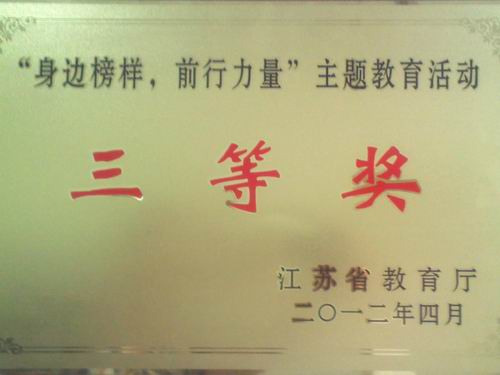 “身边榜样，前行力量”主题教育活动
三等奖
江苏省教育厅
二〇一二年四月